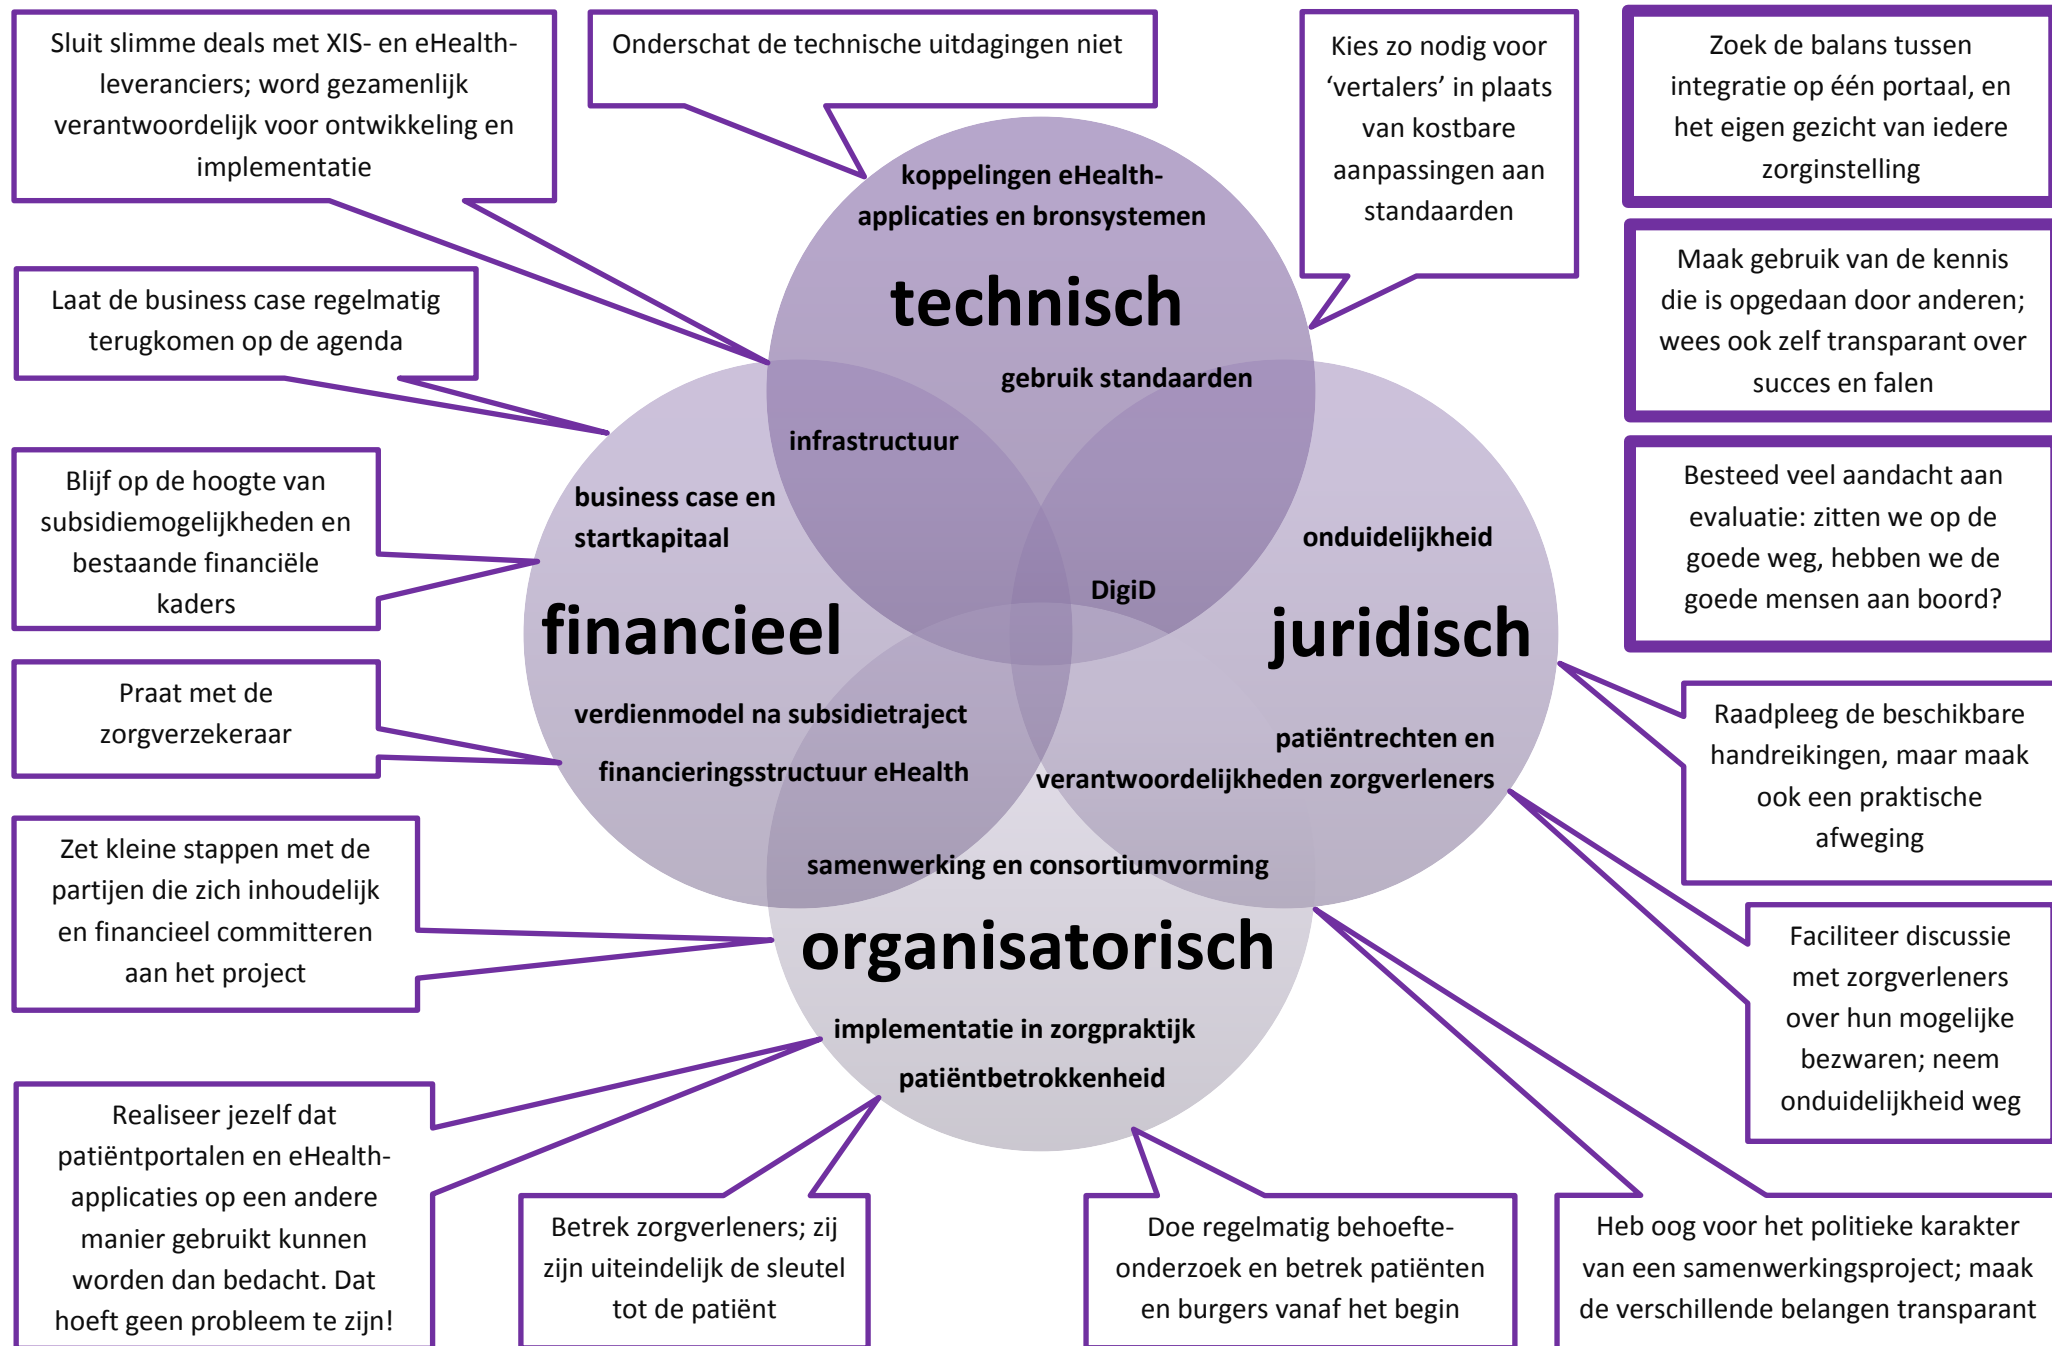 Sluit slimme deals met XIS- en eHealth-
leveranciers; word gezamenlijk
verantwoordelijk voor ontwikkeling en
implementatie
Onderschat de technische uitdagingen niet
Kies zo nodig voor
‘vertalers’ in plaats
van kostbare
aanpassingen aan
standaarden
Zoek de balans tussen
integratie op één portaal, en
het eigen gezicht van iedere
zorginstelling
Maak gebruik van de kennis
die is opgedaan door anderen;
wees ook zelf transparant over
succes en falen
Besteed veel aandacht aan
evaluatie: zitten we op de
goede weg, hebben we de
goede mensen aan boord?
Laat de business case regelmatig
terugkomen op de agenda
Blijf op de hoogte van
subsidiemogelijkheden en
bestaande financiële
kaders
Praat met de
zorgverzekeraar
Zet kleine stappen met de
partijen die zich inhoudelijk
en financieel committeren
aan het project
Realiseer jezelf dat
patiëntportalen en eHealth-
applicaties op een andere
manier gebruikt kunnen
worden dan bedacht. Dat
hoeft geen probleem te zijn!
koppelingen eHealth-
applicaties en bronsystemen
technisch
gebruik standaarden
infrastructuur
business case en
startkapitaal
financieel
verdienmodel na subsidietraject
financieringsstructuur eHealth
DigiD
onduidelijkheid
juridisch
patiëntrechten en
verantwoordelijkheden zorgverleners
samenwerking en consortiumvorming
organisatorisch
implementatie in zorgpraktijk
patiëntbetrokkenheid
Raadpleeg de beschikbare
handreikingen, maar maak
ook een praktische
afweging
Faciliteer discussie
met zorgverleners
over hun mogelijke
bezwaren; neem
onduidelijkheid weg
Betrek zorgverleners; zij
zijn uiteindelijk de sleutel
tot de patiënt
Doe regelmatig behoefte-
onderzoek en betrek patiënten
en burgers vanaf het begin
Heb oog voor het politieke karakter
van een samenwerkingsproject; maak
de verschillende belangen transparant